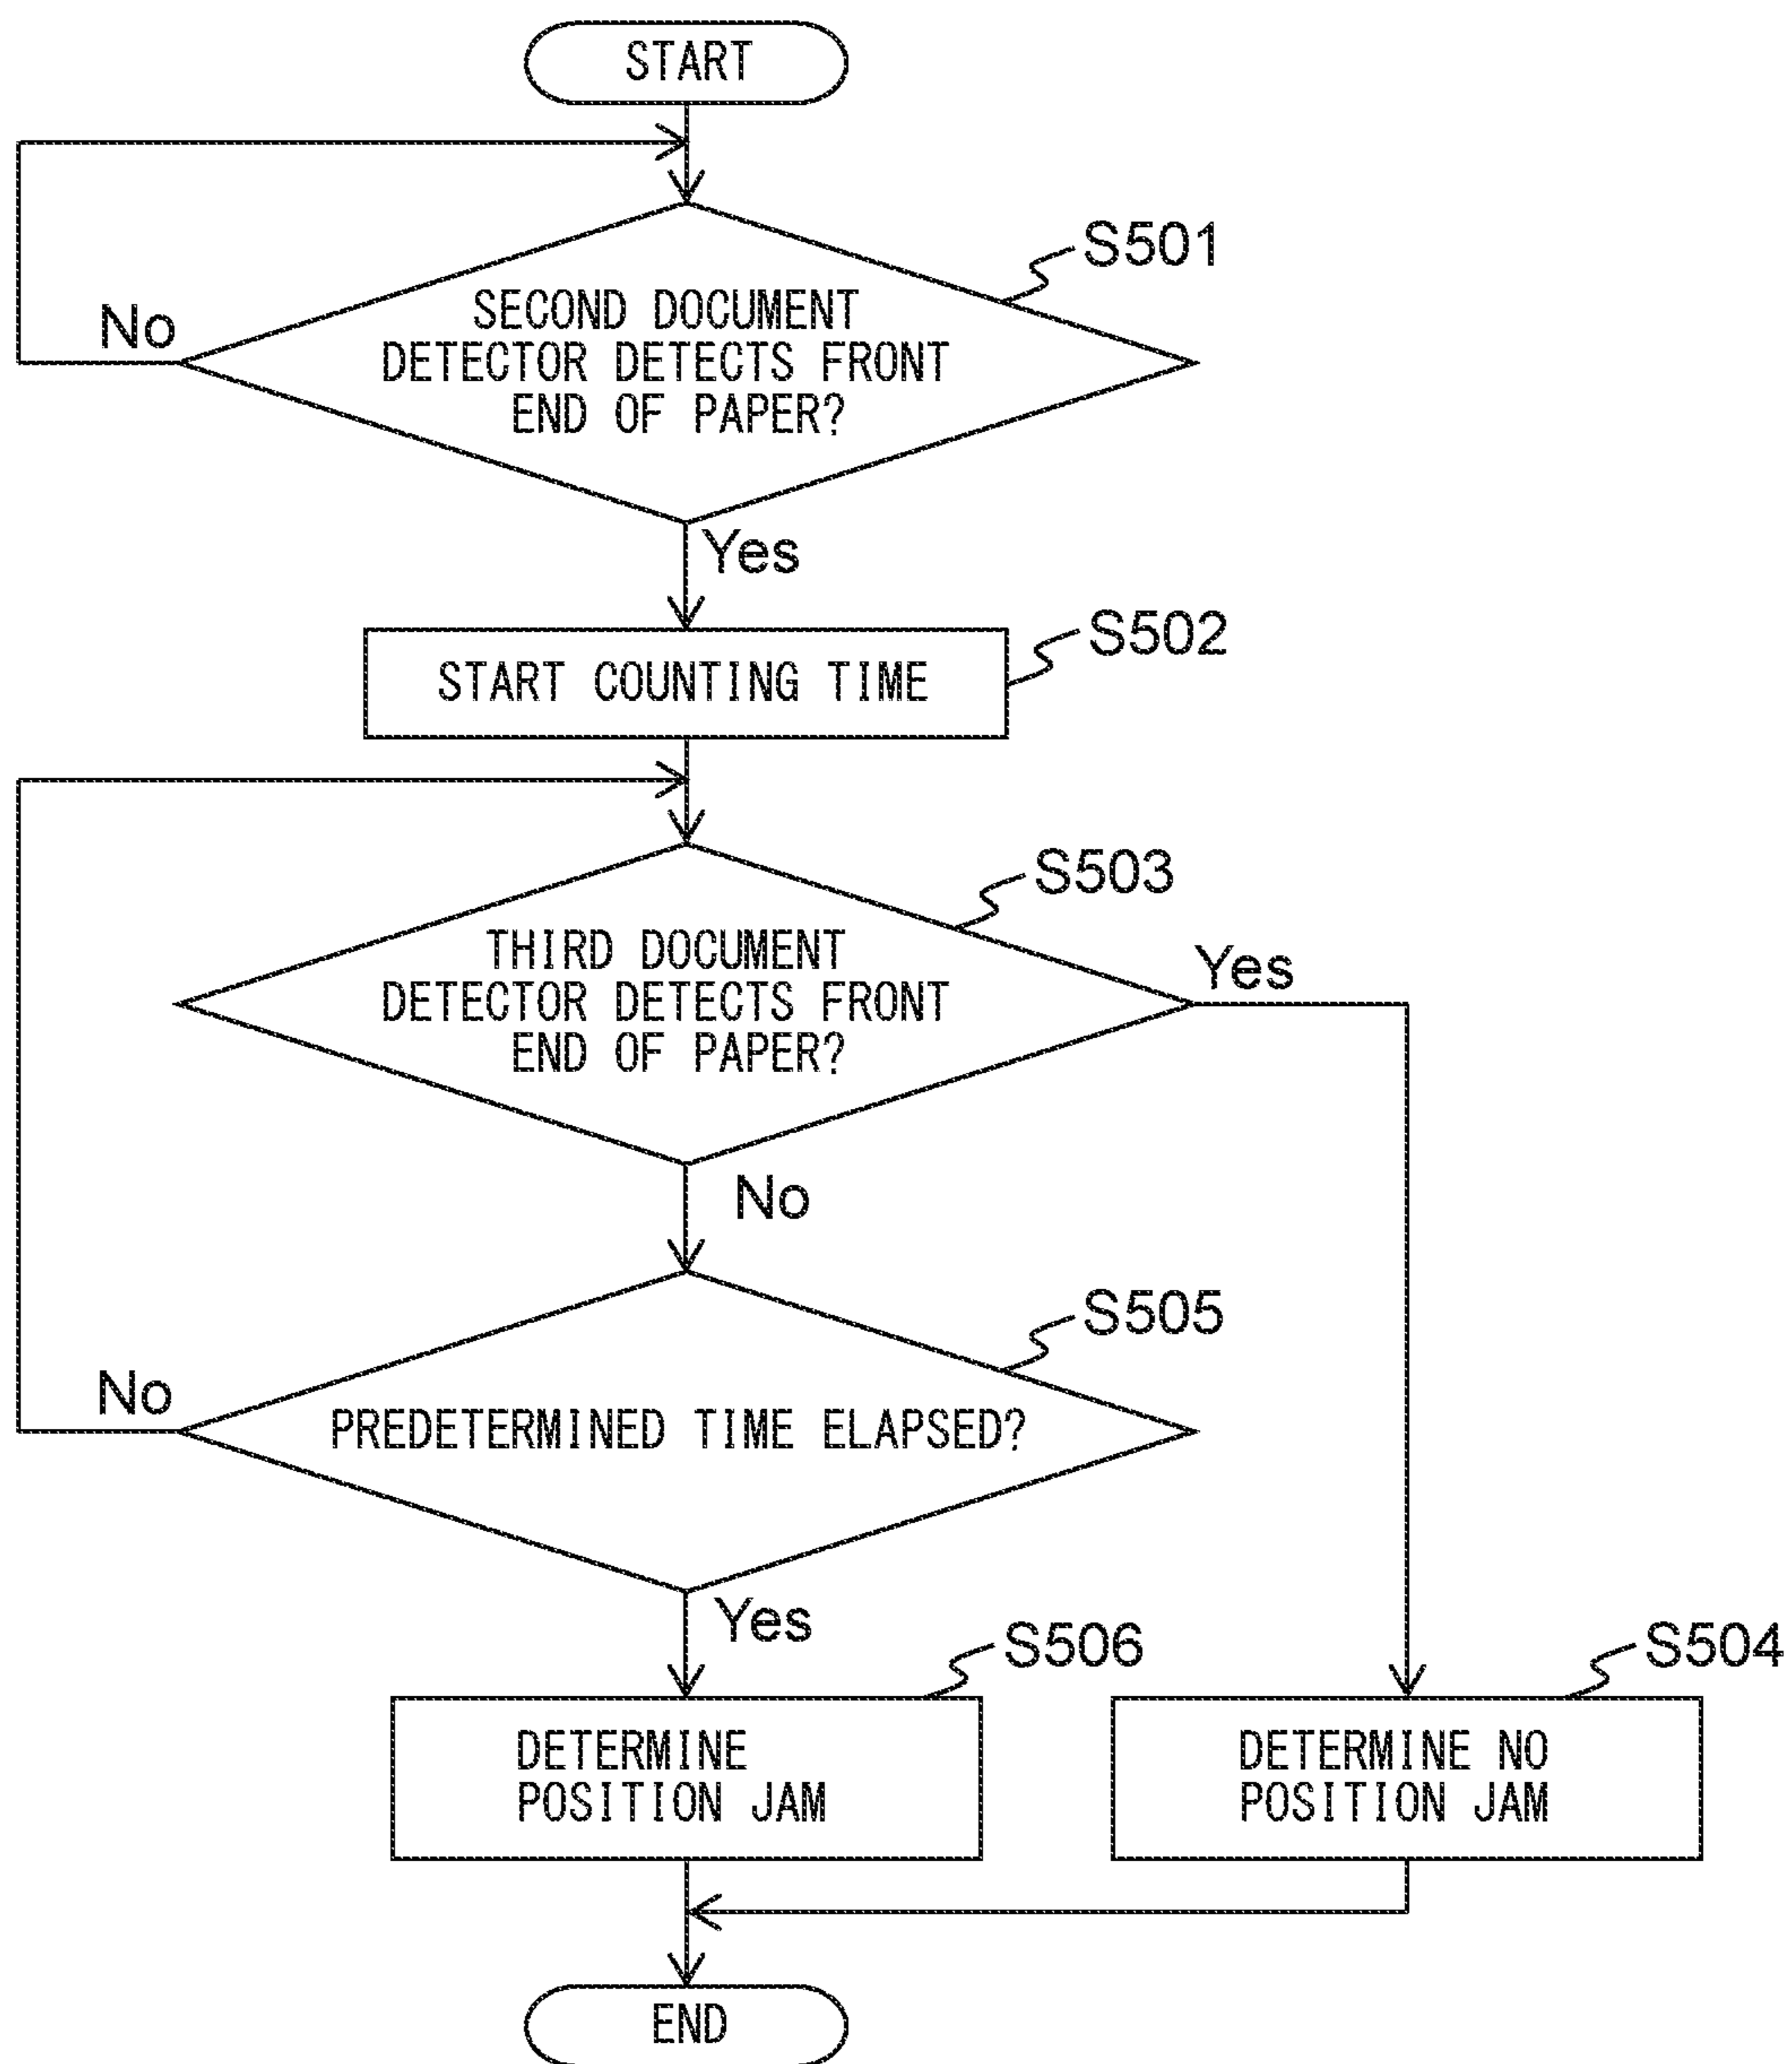 START
S501
SECOND DOCUMENT
DETECTOR DETECTS FRONT
END OF PAPER?
No
Yes
S502
START COUNTING TIME
S503
THIRD DOCUMENT
DETECTOR DETECTS FRONT
END OF PAPER?
Yes
No
S505
PREDETERMINED TIME ELAPSED?
No
Yes
S506
DETERMINE
POSITION JAM
S504
DETERMINE NO
POSITION JAM
END